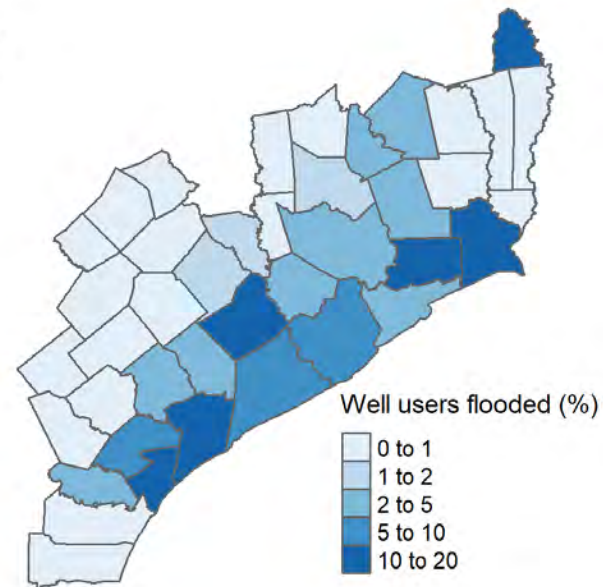 Well users flooded (%)
0 to 1
1 to 2
2 to 5
5 to 10
10 to 20